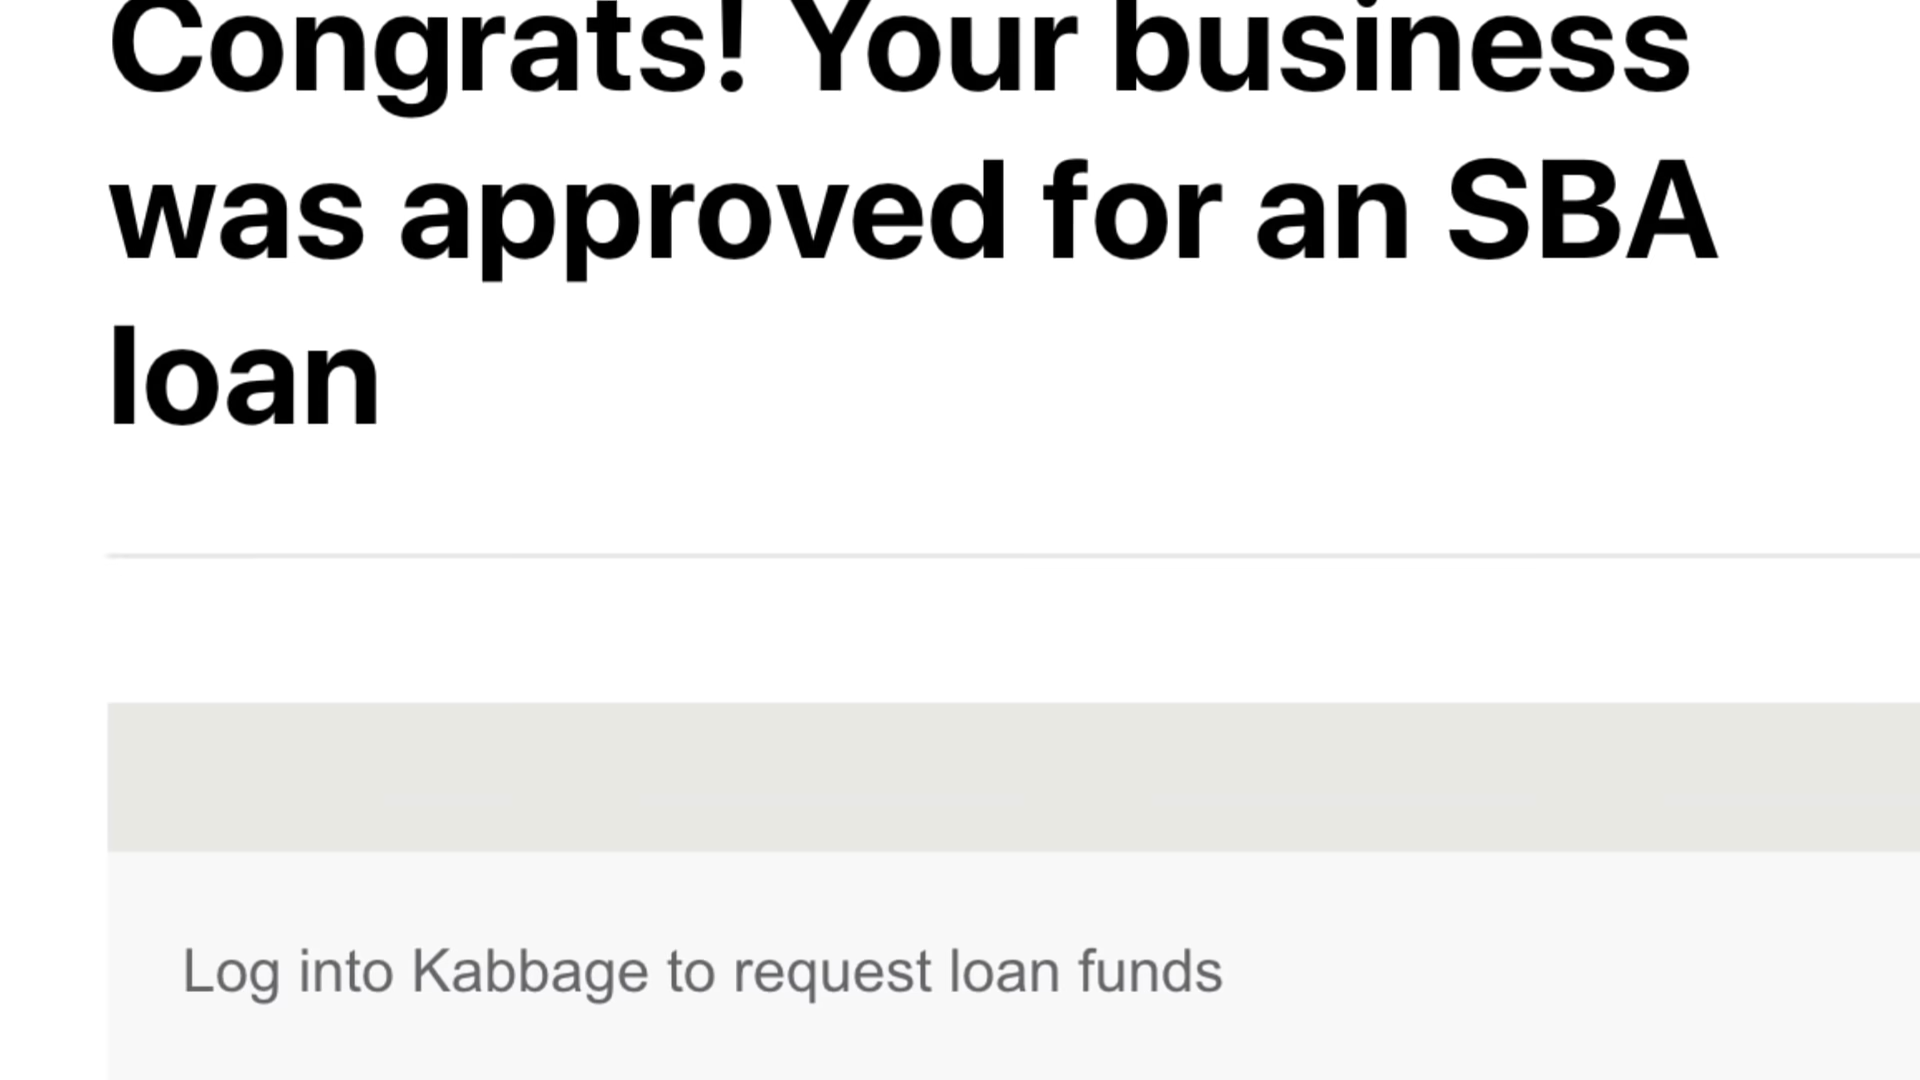 Congrats! Your business
was approved for an SBA
loan
Log into Kabbage to request loan funds